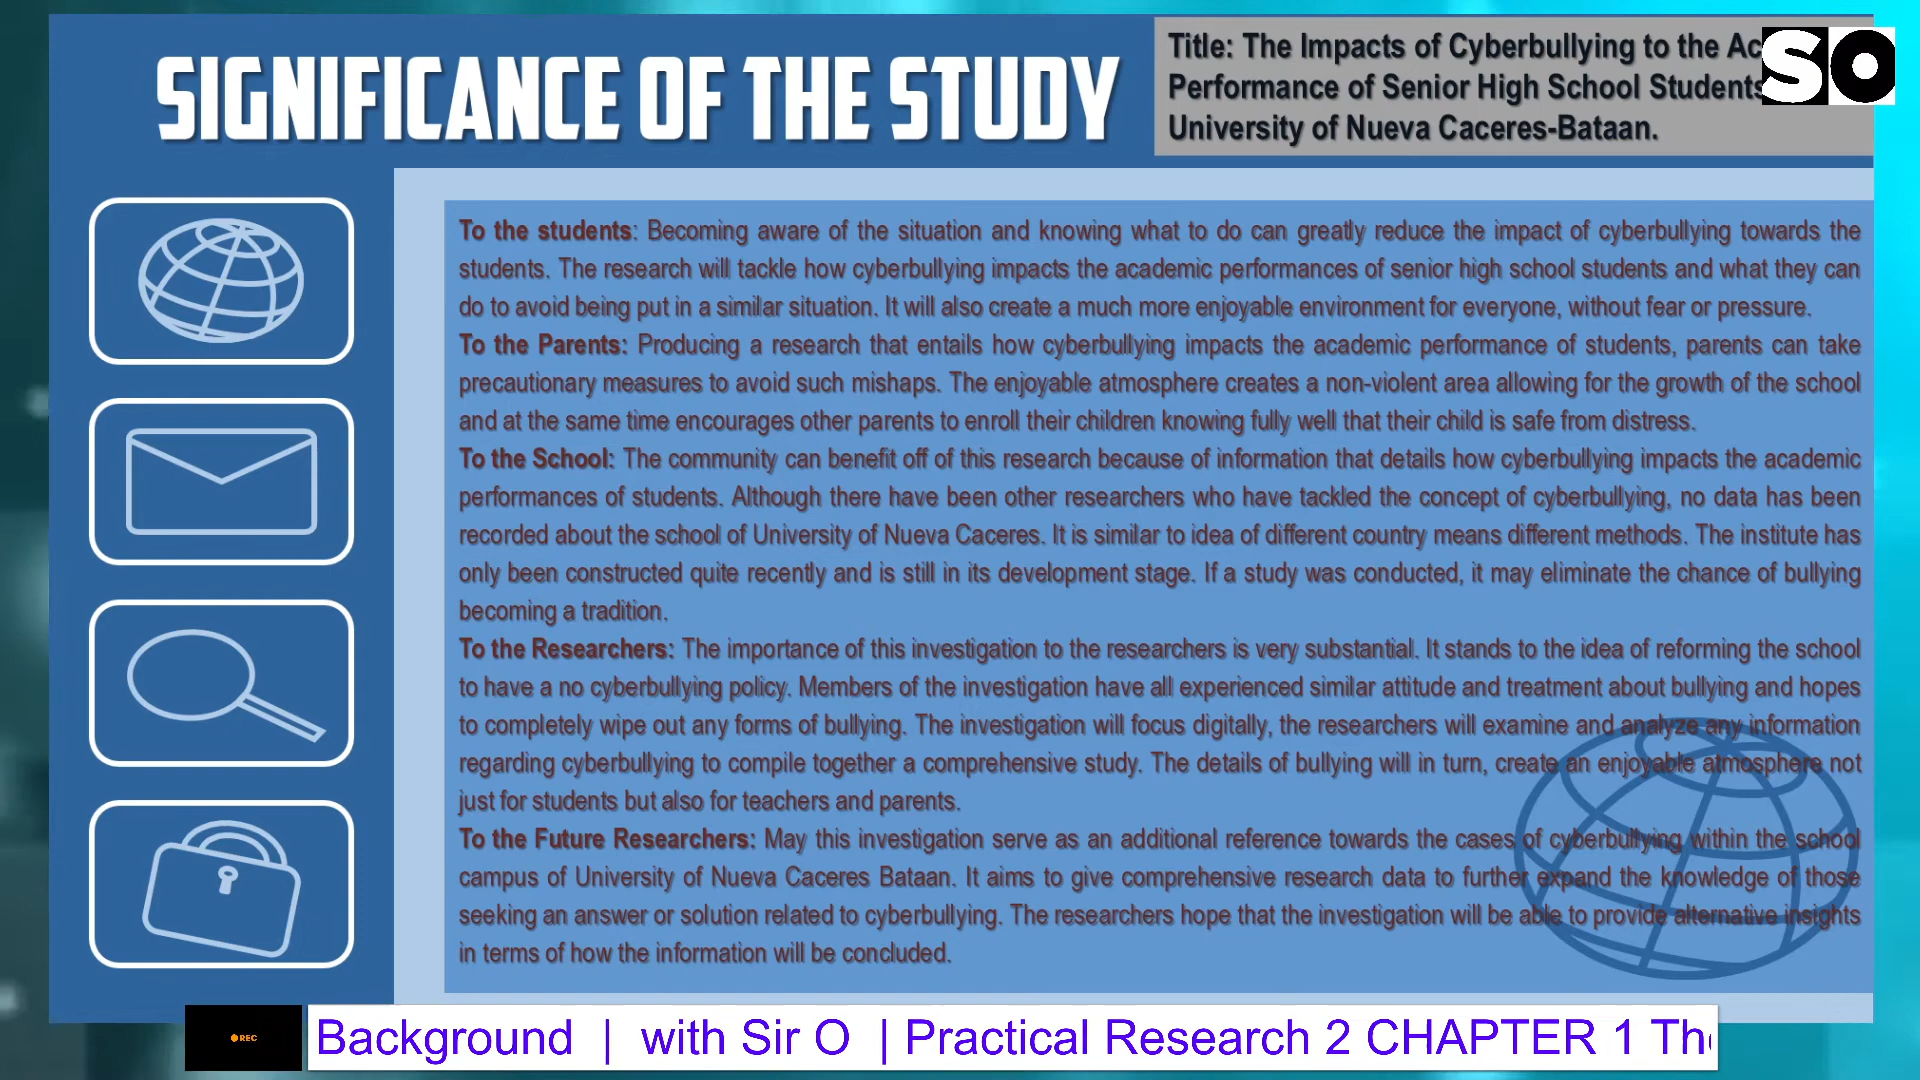 SIGNIFICANCE OF THE STUDY
Title: The Impacts of Cyberbullying to the Ac
Performance of Senior High School Students
University of Nueva Caceres-Bataan.
SO
To the students: Becoming aware of the situation and knowing what to do can greatly reduce the impact of cyberbullying towards the
students. The research will tackle how cyberbullying impacts the academic performances of senior high school students and what they can
do to avoid being put in a similar situation. It will also create a much more enjoyable environment for everyone, without fear or pressure.
To the Parents: Producing a research that entails how cyberbullying impacts the academic performance of students, parents can take
precautionary measures to avoid such mishaps. The enjoyable atmosphere creates a non-violent area allowing for the growth of the school
and at the same time encourages other parents to enroll their children knowing fully well that their child is safe from distress.
To the School: The community can benefit off of this research because of information that details how cyberbullying impacts the academic
performances of students. Although there have been other researchers who have tackled the concept of cyberbullying, no data has been
recorded about the school of University of Nueva Caceres. It is similar to idea of different country means different methods. The institute has
only been constructed quite recently and is still in its development stage. If a study was conducted, it may eliminate the chance of bullying
becoming a tradition.
To the Researchers: The importance of this investigation to the researchers is very substantial. It stands to the idea of reforming the school
to have a no cyberbullying policy. Members of the investigation have all experienced similar attitude and treatment about bullying and hopes
to completely wipe out any forms of bullying. The investigation will focus digitally, the researchers will examine and analyze any information
regarding cyberbullying to compile together a comprehensive study. The details of bullying will in turn, create an enjoyable atmosphere not
just for students but also for teachers and parents.
To the Future Researchers: May this investigation serve as an additional reference towards the cases of cyberbullying within the school
campus of University of Nueva Caceres Bataan. It aims to give comprehensive research data to further expand the knowledge of those
seeking an answer or solution related to cyberbullying. The researchers hope that the investigation will be able to provide alternative insights
in terms of how the information will be concluded.
REC
Background | with Sir O | Practical Research 2 CHAPTER 1 The